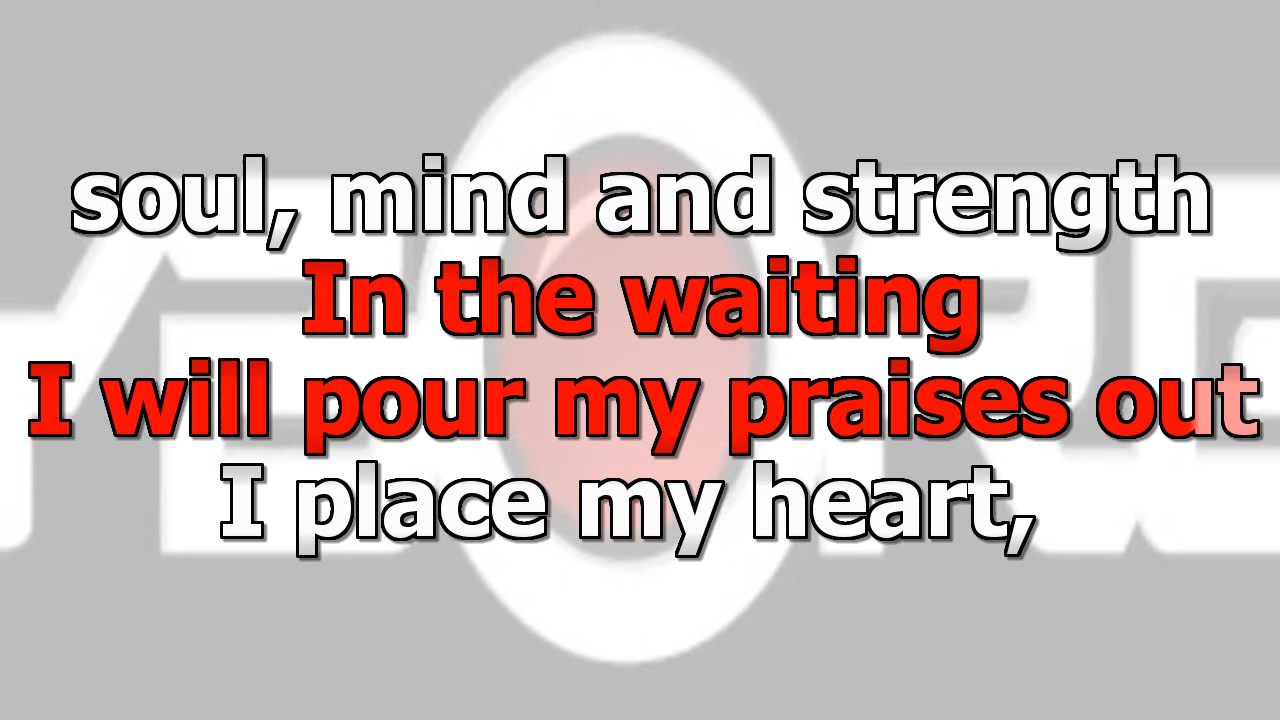 soul, mind and strength
In the waiting
I will pour my praises out
I place my heart,